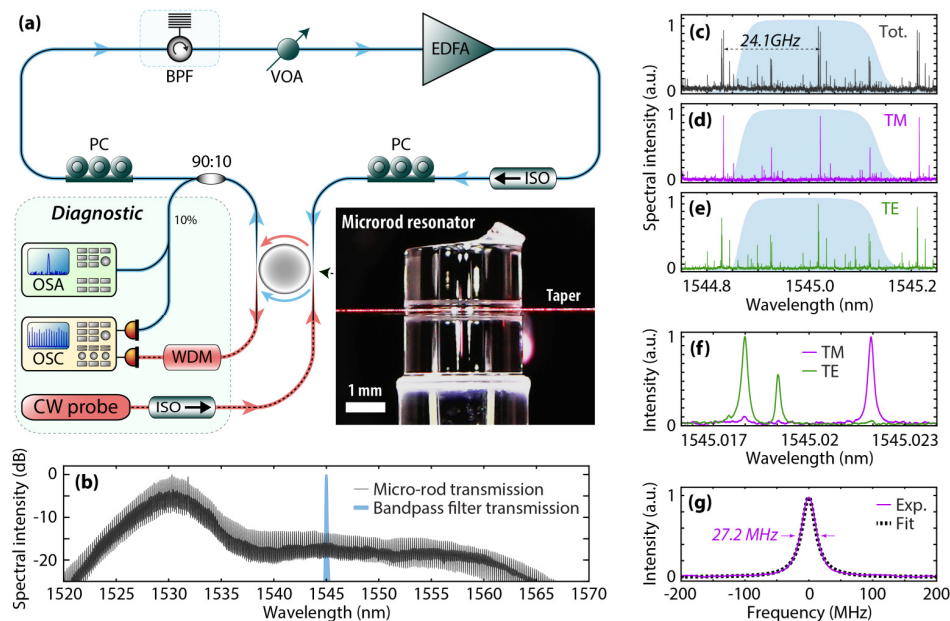 (a)
BPF
VOA
EDFA
PC
90:10
PC
ISO
Diagnostic
10%
OSA
OSC
WDM
CW probe
ISO
Microrod resonator
Taper
1 mm
(b)
Spectral intensity (dB)
0
-10
-20
Micro-rod transmission
Bandpass filter transmission
1520 1525 1530 1535 1540 1545 1550 1555 1560 1565 1570
Wavelength (nm)
(c)
Tot.
24.1GHz
1
0
(d)
TM
1
0
(e)
TE
1
0
Spectral intensity (a.u.)
1544.8 1545.0 1545.2
Wavelength (nm)
(f)
TM
TE
Intensity (a.u.)
1
0
1545.017 1545.02 1545.023
Wavelength (nm)
(g)
Exp.
Fit
27.2 MHz
Intensity (a.u.)
1
0
-200 -100 0 100 200
Frequency (MHz)